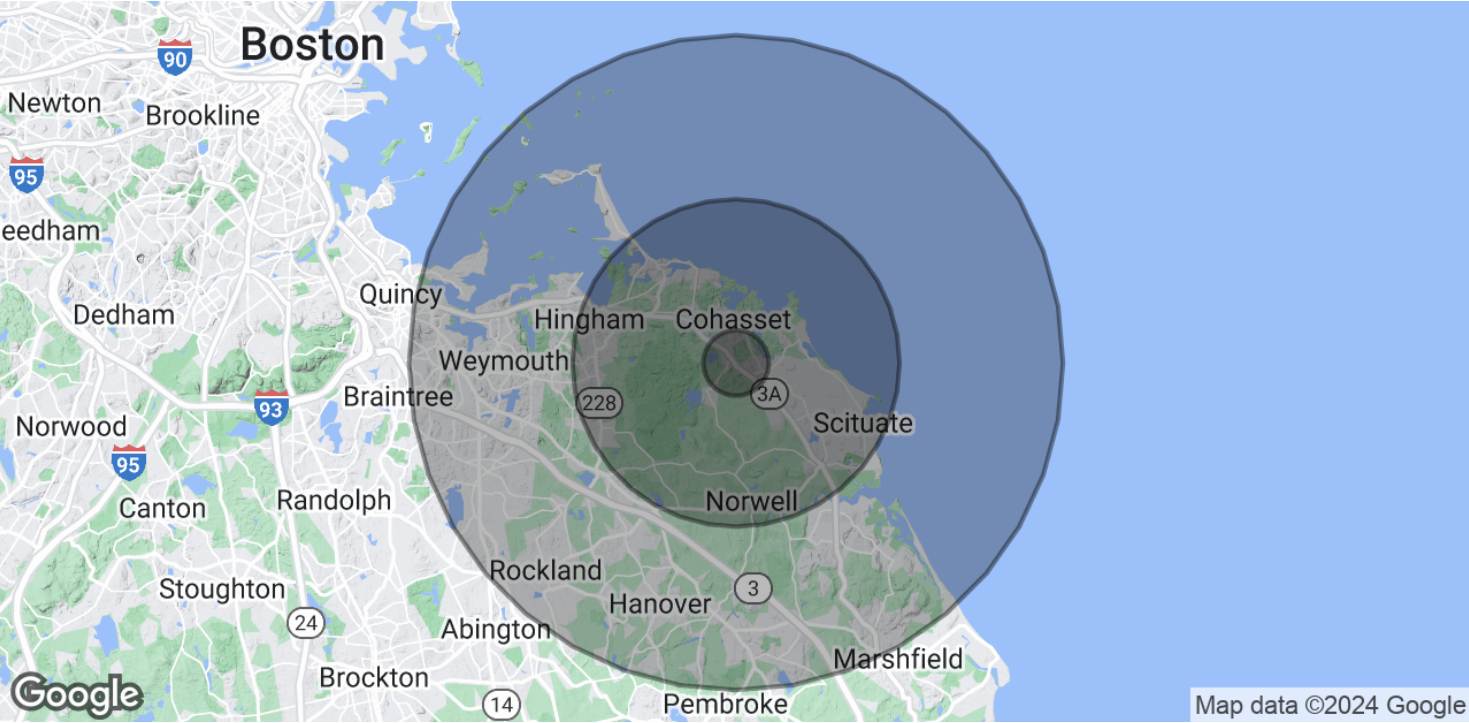 Boston
90
Newton
Brookline
95
eedham
Quincy
Dedham
Hingham
Cohasset
Weymouth
Braintree
3A
228
93
Scituate
Norwood
95
Randolph
Norwell
Canton
Rockland
Stoughton
3
Hanover
24
Abington
Marshfield
Brockton
Google
14
Pembroke
Map data ©2024 Google